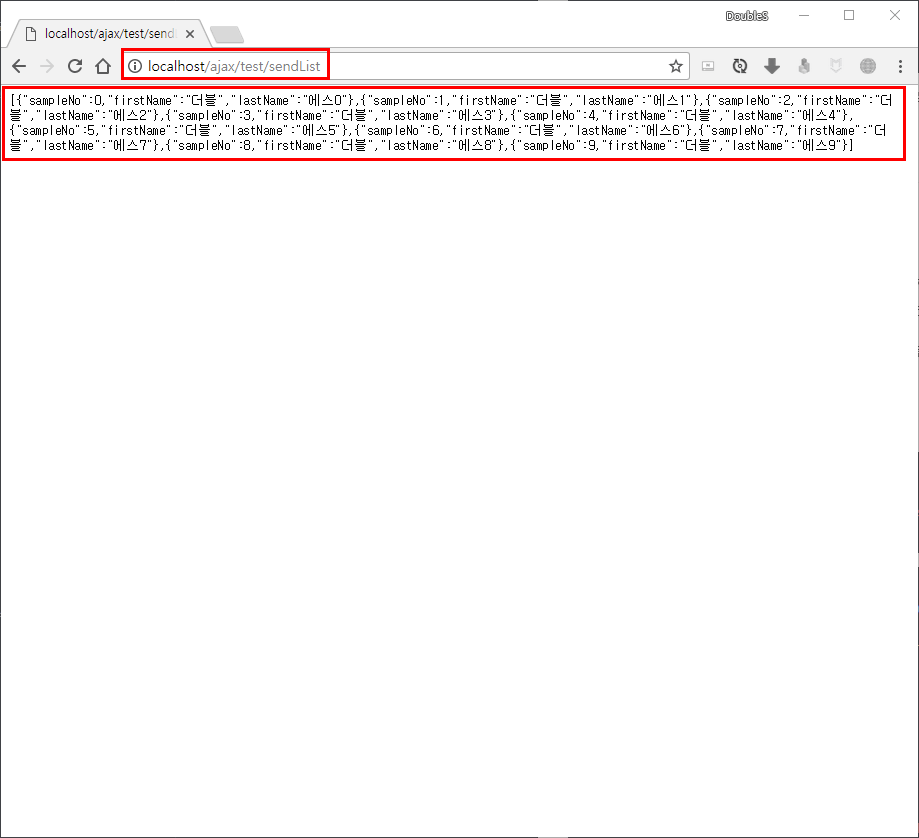 DoubleS
localhost/ajax/test/send
localhost/ajax/test/sendList
[{"sampleNo":0,"firstName":"더블","lastName":"에스0"},{"sampleNo":1,"firstName":"더블","lastName":"에스1"},{"sampleNo":2,"firstName":"더
블","lastName":"에스2"},{"sampleNo":3,"firstName":"더블","lastName":"에스3"},{"sampleNo":4,"firstName":"더블","lastName":"에스4"},
{"sampleNo":5,"firstName":"더블","lastName":"에스5"},{"sampleNo":6,"firstName":"더블","lastName":"에스6"},{"sampleNo":7,"firstName":"더
블","lastName":"에스7"},{"sampleNo":8,"firstName":"더블","lastName":"에스8"},{"sampleNo":9,"firstName":"더블","lastName":"에스9"}]